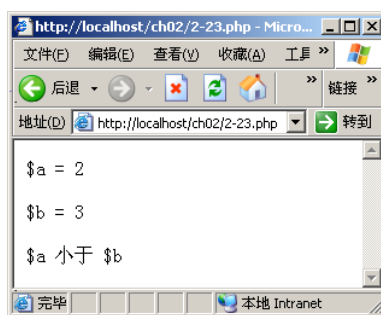 http://localhost/ch02/2-23.php - Micro...
文件(F) 编辑(E) 查看(V) 收藏(A) 工具 »
后退 » 链接 »
地址(D) http://localhost/ch02/2-23.php 转到
$a = 2
$b = 3
$a 小于 $b
完毕 本地 Intranet